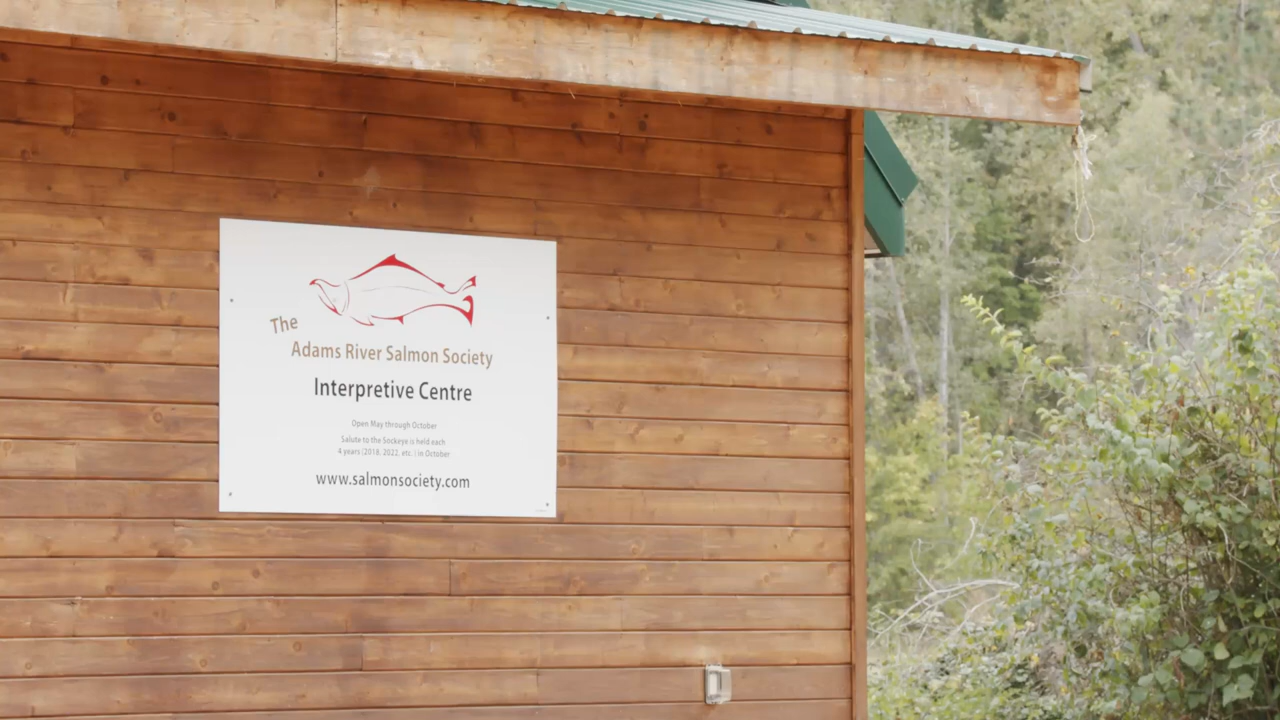 The
Adams River Salmon Society
Interpretive Centre
Open May through October
Salute to the Sockeye is held each
4 years (2018, 2022, etc.) in October
www.salmonsociety.com